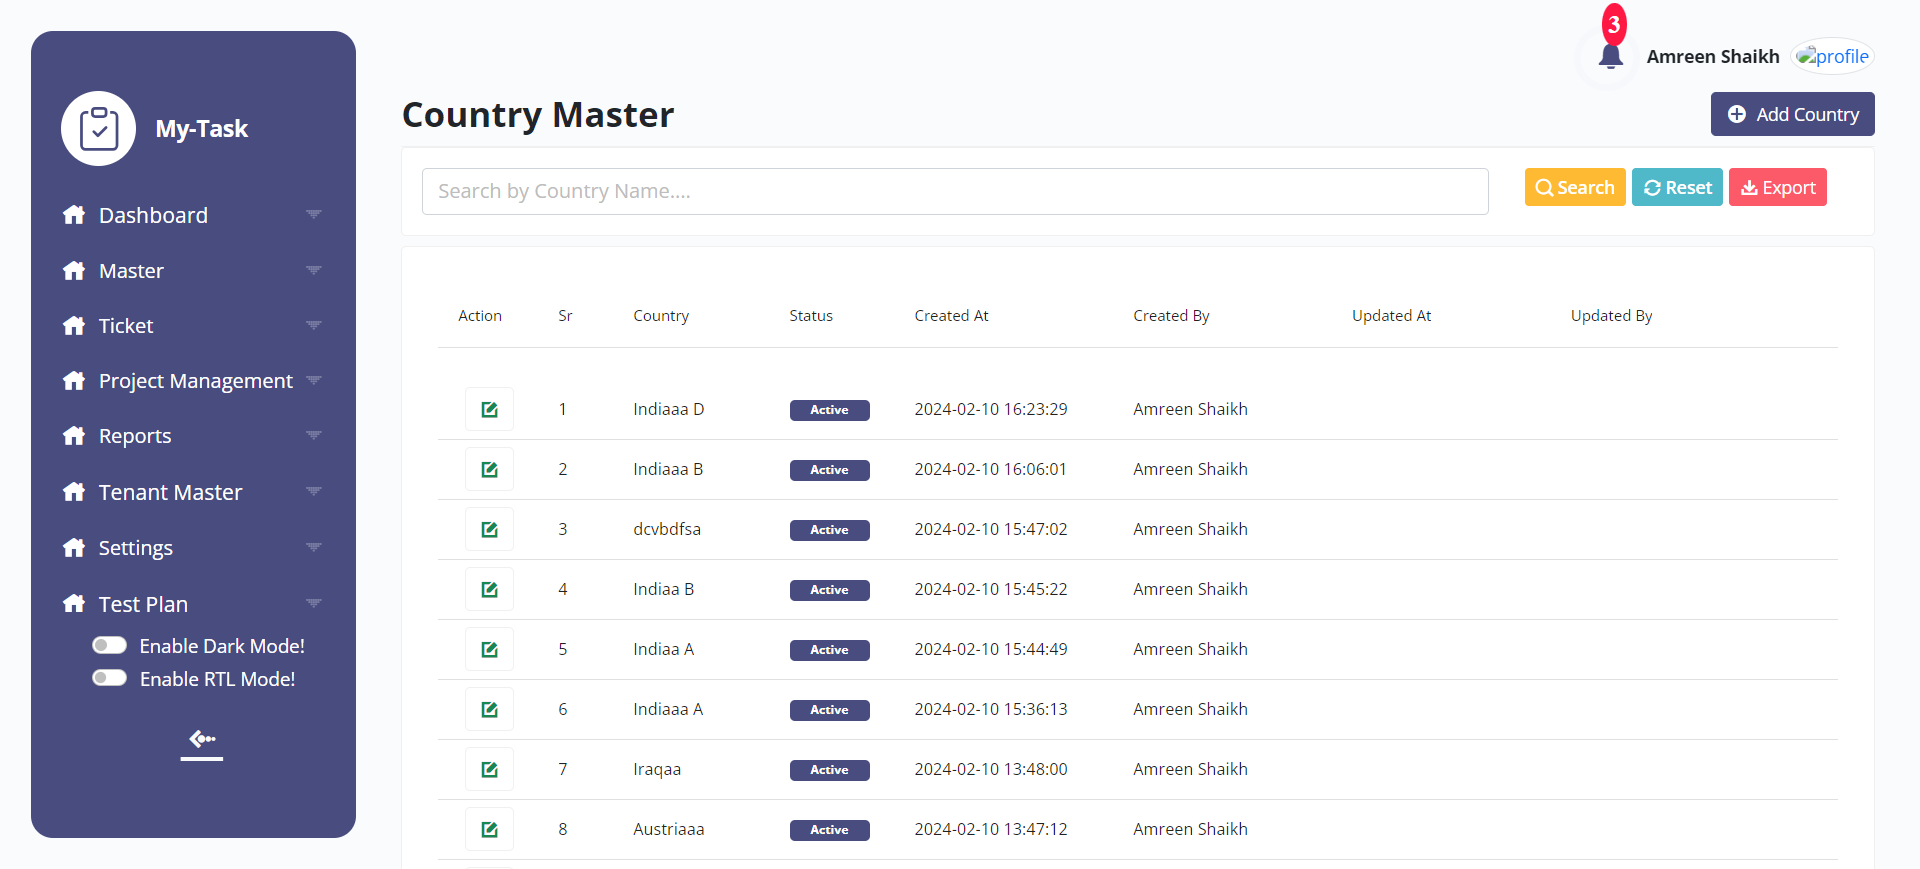 3
Amreen Shaikh profile
My-Task
Dashboard
Master
Ticket
Project Management
Reports
Tenant Master
Settings
Test Plan
Enable Dark Mode!
Enable RTL Mode!
Country Master
Add Country
Search by Country Name....
Search Reset Export
Action Sr Country Status Created At Created By Updated At Updated By
1 Indiaaa D Active 2024-02-10 16:23:29 Amreen Shaikh
2 Indiaaa B Active 2024-02-10 16:06:01 Amreen Shaikh
3 dcvbdfsa Active 2024-02-10 15:47:02 Amreen Shaikh
4 Indiaa B Active 2024-02-10 15:45:22 Amreen Shaikh
5 Indiaa A Active 2024-02-10 15:44:49 Amreen Shaikh
6 Indiaaa A Active 2024-02-10 15:36:13 Amreen Shaikh
7 Iraqaa Active 2024-02-10 13:48:00 Amreen Shaikh
8 Austriaaa Active 2024-02-10 13:47:12 Amreen Shaikh